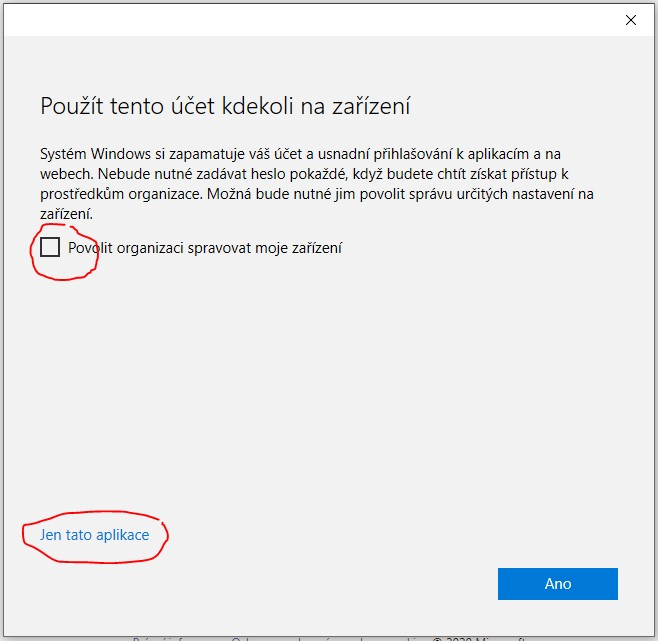 Použít tento účet kdekoli na zařízení
Systém Windows si zapamatuje váš účet a usnadní přihlašování k aplikacím a na
webech. Nebude nutné zadávat heslo pokaždé, když budete chtít získat přístup k
prostředkům organizace. Možná bude nutné jim povolit správu určitých nastavení na
zařízení.
Povolit organizaci spravovat moje zařízení
Jen tato aplikace
Ano
© 2020